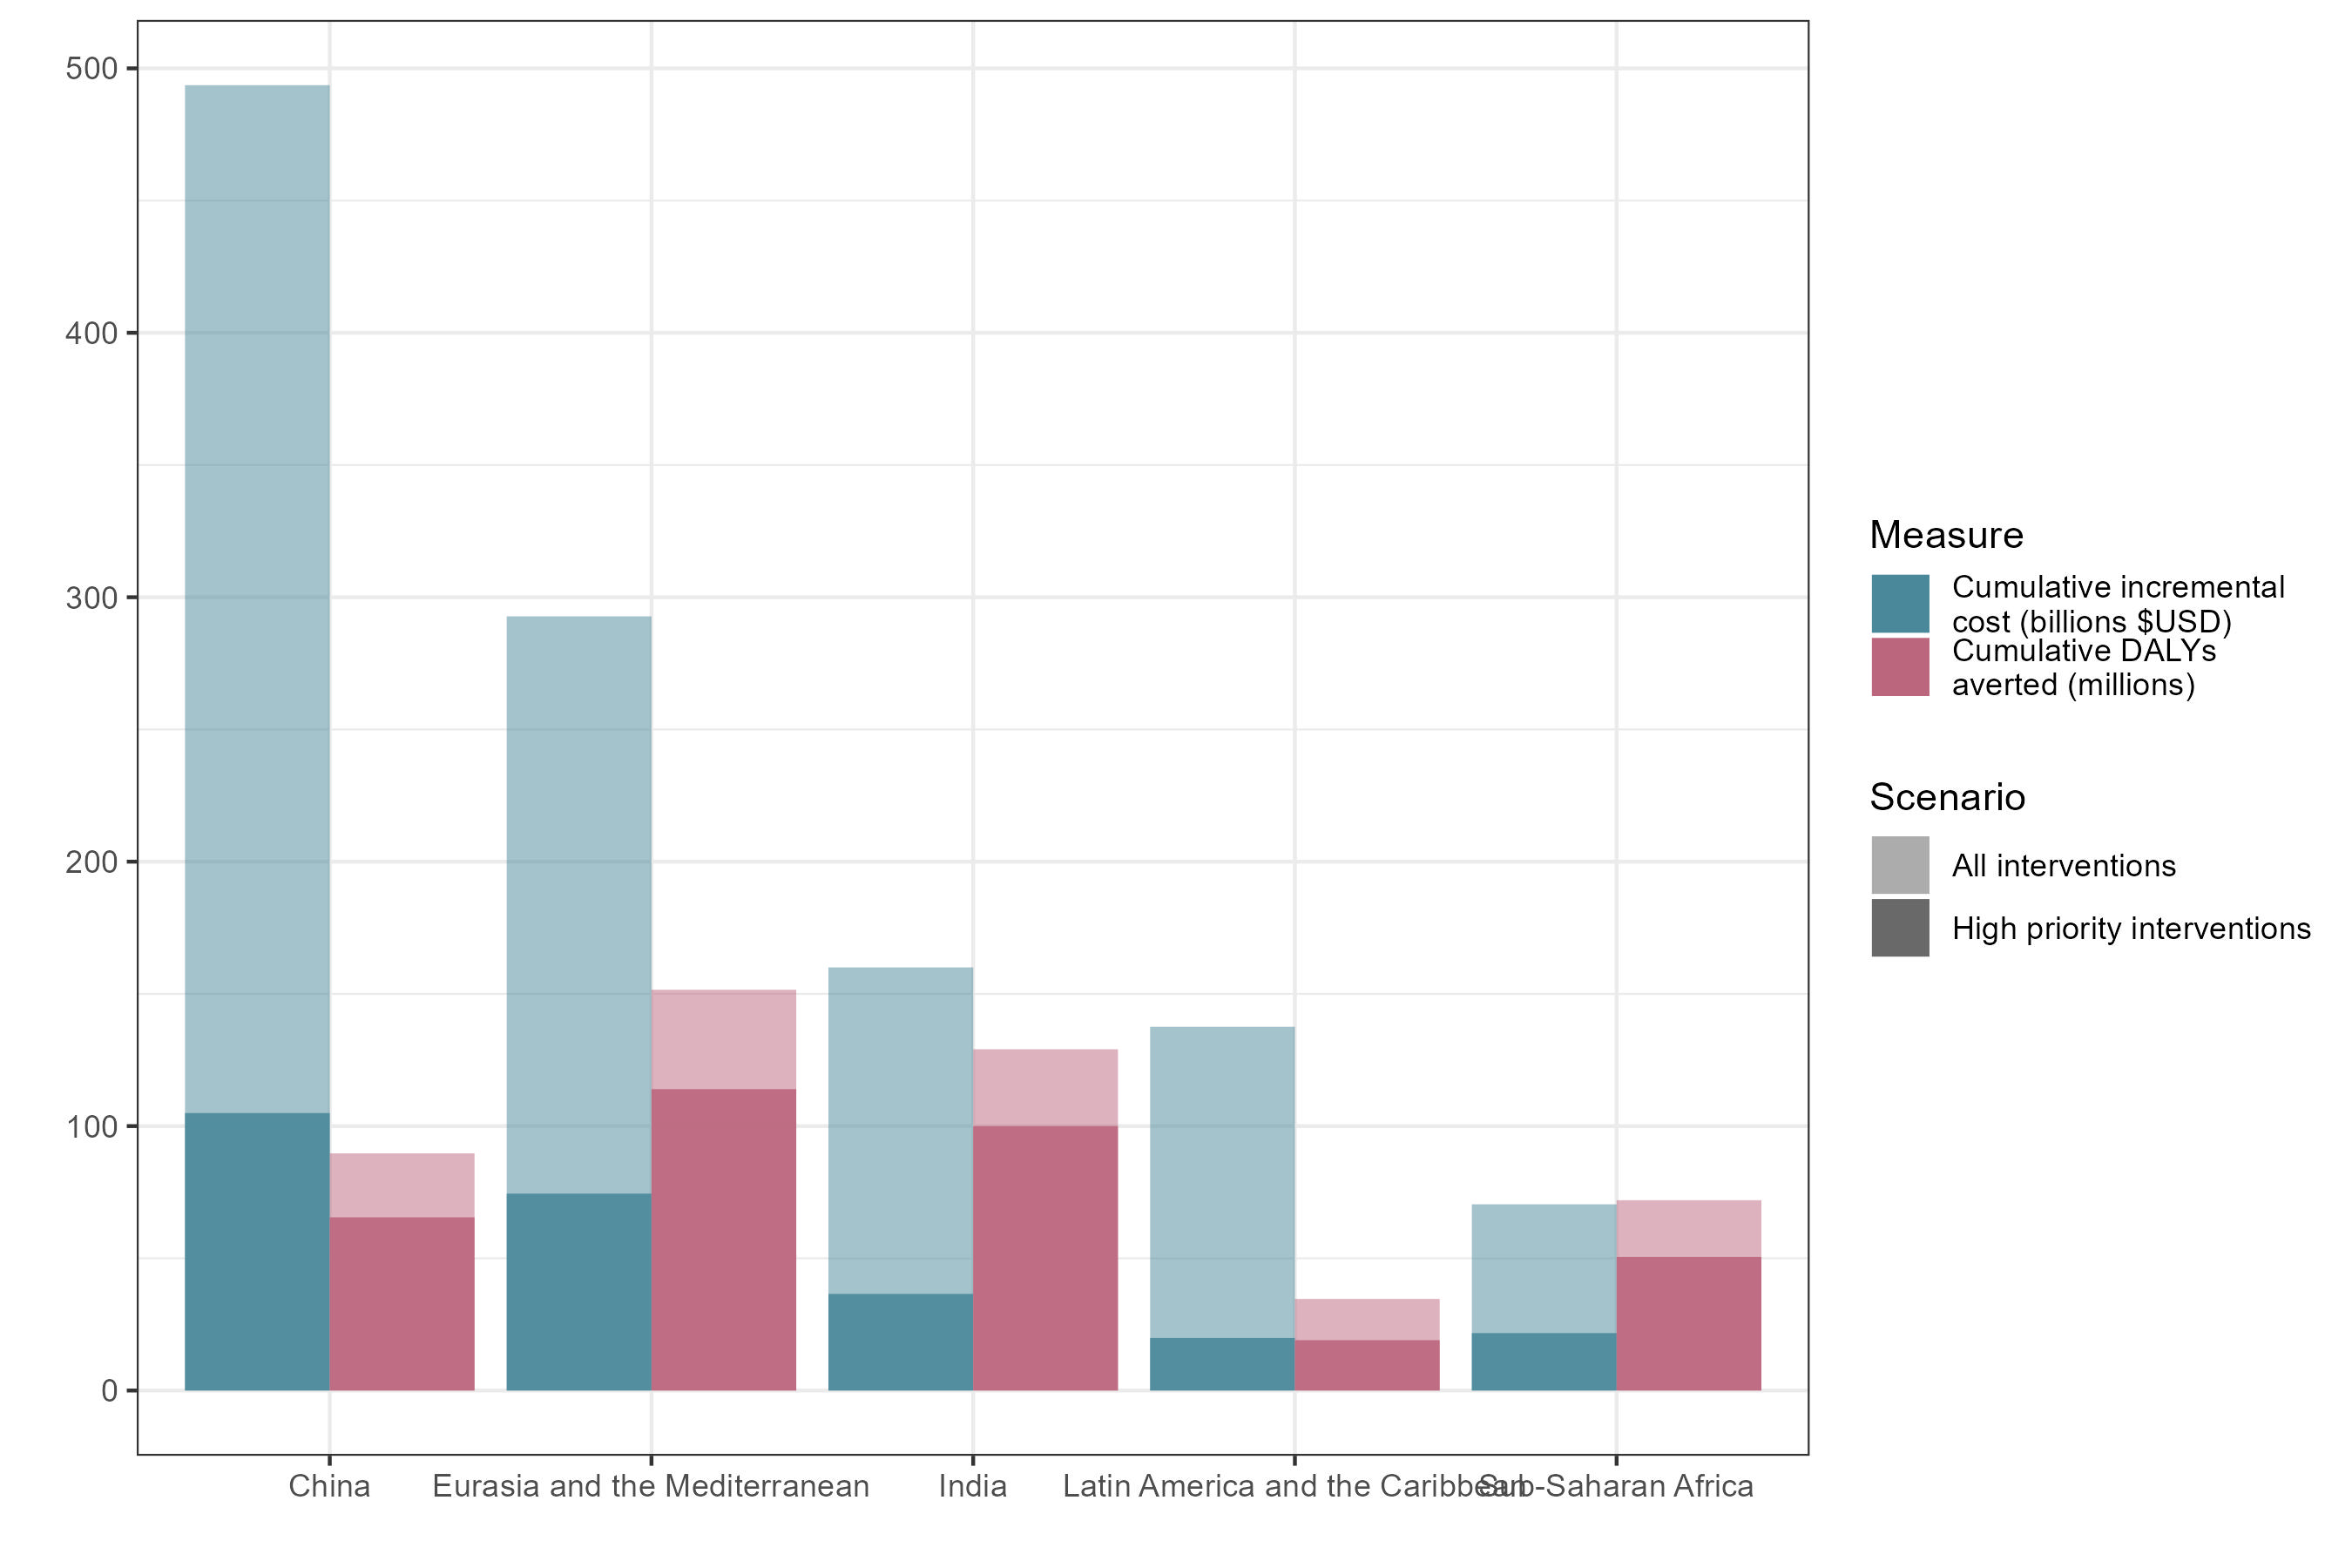 500
400
300
200
100
0
China
Eurasia and the Mediterranean
India
Latin America and the Caribbean
Sub-Saharan Africa
Measure
Cumulative incremental
cost (billions $USD)
Cumulative DALYs
averted (millions)
Scenario
All interventions
High priority interventions